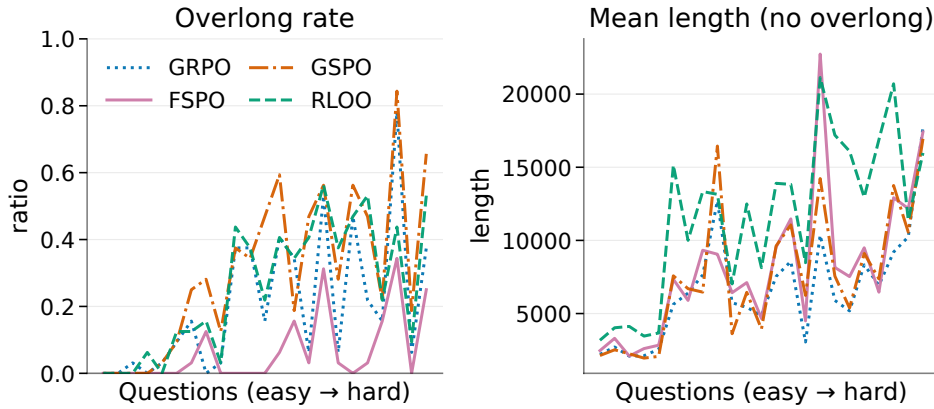 Overlong rate
1.0
0.8
0.6
0.4
0.2
0.0
ratio
GRPO
FSPO
GSPO
RLOO
Questions (easy → hard)
Mean length (no overlong)
20000
15000
10000
5000
length
Questions (easy → hard)